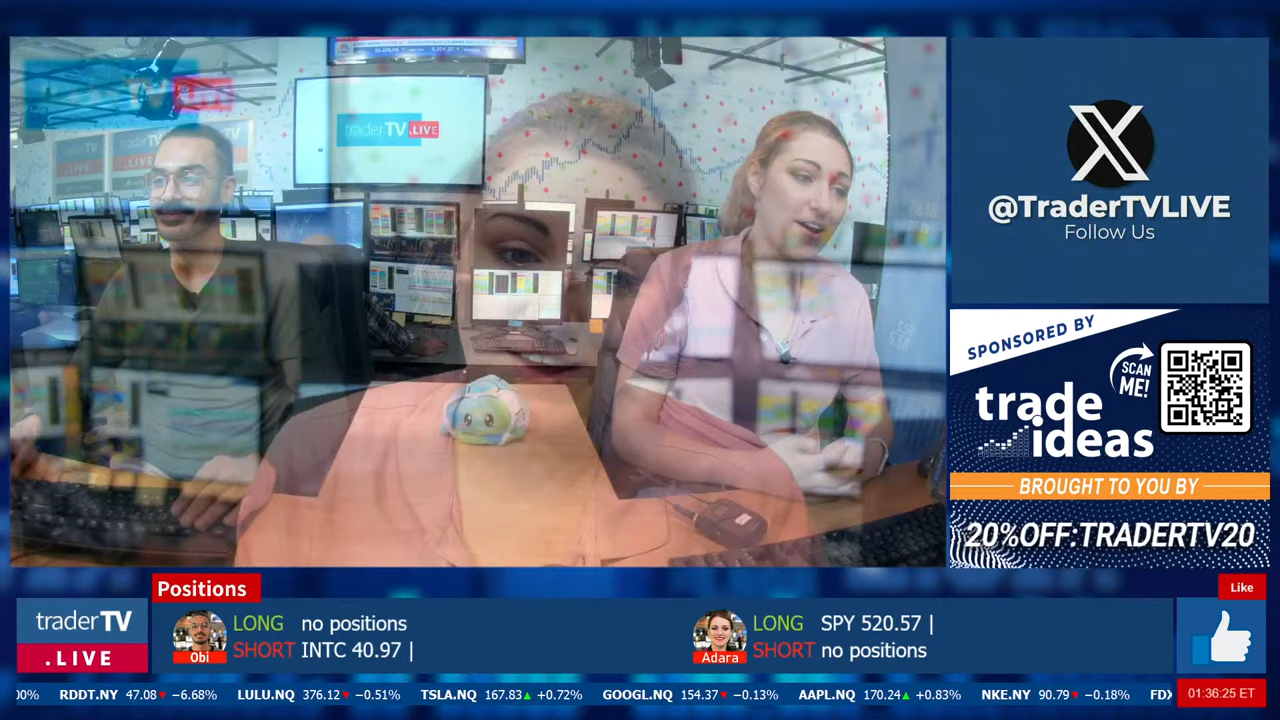 traderTV.LIVE
@TraderTVLIVE
Follow Us
SPONSORED BY
SCAN ME!
trade ideas
BROUGHT TO YOU BY
20%OFF:TRADERTV20
Positions
Like
traderTV
.LIVE
Obi
LONG no positions
SHORT INTC 40.97 |
Adara
LONG SPY 520.57 |
SHORT no positions
00% RDDT.NY 47.08▼ −6.68% LULU.NQ 376.12▼ −0.51% TSLA.NQ 167.83▲ +0.72% GOOGL.NQ 154.37▼ −0.13% AAPL.NQ 170.24▲ +0.83% NKE.NY 90.79▼ −0.18% FDX
01:36:25 ET